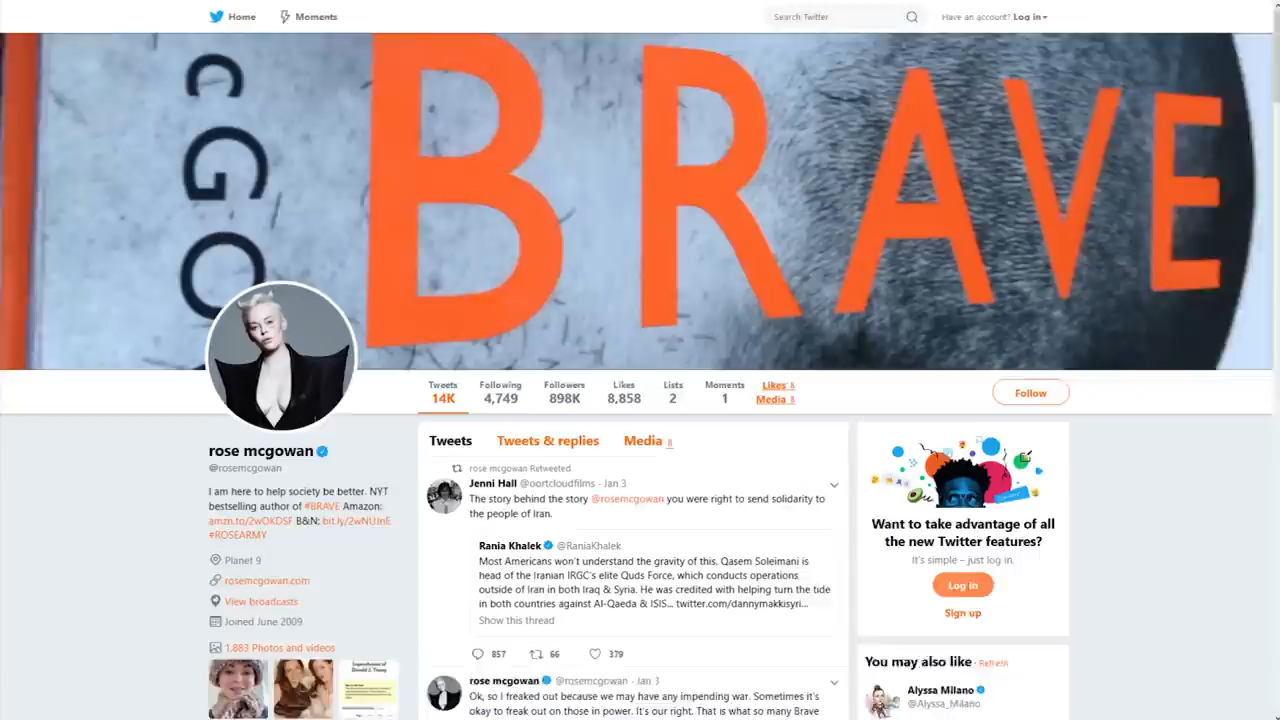 Home
Moments
Search Twitter
Have an account? Log in
CGO
BRAVE
Tweets Following Followers Likes Lists Moments Likes
14K 4,749 898K 8,858 2 1 Media
Follow
rose mcgowan
@rosemcgowan
I am here to help society be better. NYT
bestselling author of #BRAVE Amazon:
amzn.to/2wOKDSF B&N:
#ROSEARMY
Planet 9
rosemcgowan.com
View broadcasts
Joined June 2009
1,883 Photos and videos
Impeachment of
Donald J. Trump
Tweets Tweets & replies Media
rose mcgowan Retweeted
Jenni Hall @oortcloudfilms · Jan 3
The story behind the story @rosemcgowan you were right to send solidarity to
the people of Iran.
Rania Khalek @RaniaKhalek
Most Americans won't understand the gravity of this. Qasem Soleimani is
head of the Iranian IRGC's elite Quds Force, which conducts operations
outside of Iran in both Iraq & Syria. He was credited with helping turn the tide
in both countries against Al-Qaeda & ISIS... twitter.com/dannymakkisyri...
Show this thread
857 66 379
rose mcgowan @rosemcgowan · Jan 3
Ok, so I freaked out because we may have any impending war. Sometimes it's
okay to freak out on those in power. It's our right. That is what so many Brave
Want to take advantage of all
the new Twitter features?
It's simple – just log in.
Log in
Sign up
You may also like · Refresh
Alyssa Milano
@Alyssa_Milano